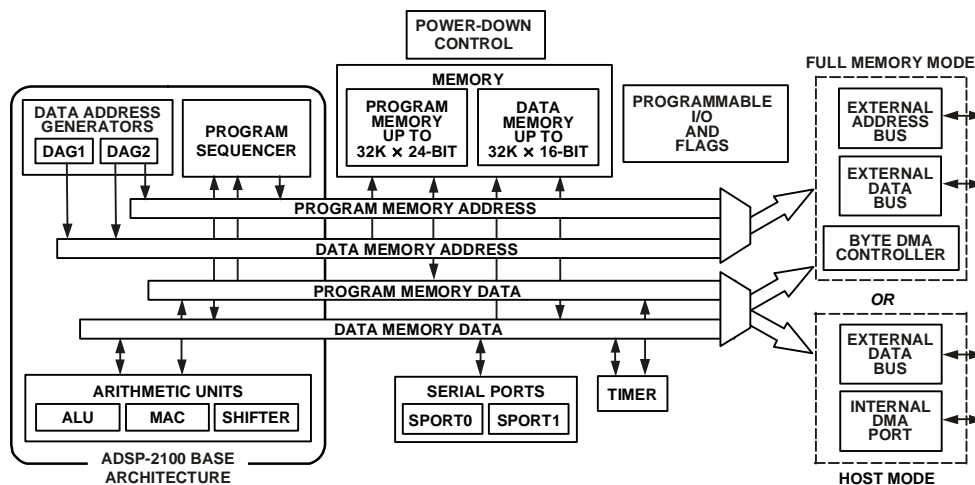 POWER-DOWN
CONTROL
MEMORY
PROGRAM
MEMORY
UP TO
32K × 24-BIT
DATA
MEMORY
UP TO
32K × 16-BIT
PROGRAMMABLE
I/O
AND
FLAGS
FULL MEMORY MODE
EXTERNAL
ADDRESS
BUS
EXTERNAL
DATA
BUS
BYTE DMA
CONTROLLER
OR
EXTERNAL
DATA
BUS
INTERNAL
DMA
PORT
HOST MODE
DATA ADDRESS
GENERATORS
DAG1
DAG2
PROGRAM
SEQUENCER
PROGRAM MEMORY ADDRESS
DATA MEMORY ADDRESS
PROGRAM MEMORY DATA
DATA MEMORY DATA
ARITHMETIC UNITS
ALU
MAC
SHIFTER
SERIAL PORTS
SPORT0
SPORT1
TIMER
ADSP-2100 BASE
ARCHITECTURE